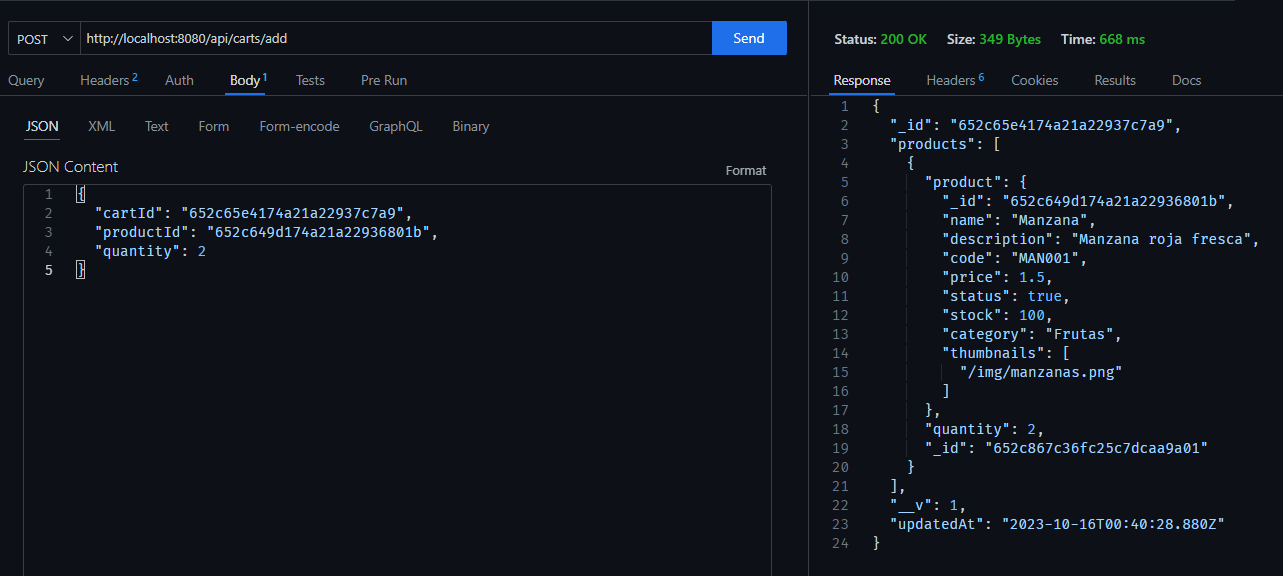 POST http://localhost:8080/api/carts/add Send
Query Headers 2 Auth Body 1 Tests Pre Run
JSON XML Text Form Form-encode GraphQL Binary
JSON Content Format
1 {
2 "cartId": "652c65e4174a21a22937c7a9",
3 "productId": "652c649d174a21a22936801b",
4 "quantity": 2
5 }
Status: 200 OK Size: 349 Bytes Time: 668 ms
Response Headers 6 Cookies Results Docs
1 {
2 "_id": "652c65e4174a21a22937c7a9",
3 "products": [
4 {
5 "product": {
6 "_id": "652c649d174a21a22936801b",
7 "name": "Manzana",
8 "description": "Manzana roja fresca",
9 "code": "MAN001",
10 "price": 1.5,
11 "status": true,
12 "stock": 100,
13 "category": "Frutas",
14 "thumbnails": [
15 "/img/manzanas.png"
16 ]
17 },
18 "quantity": 2,
19 "_id": "652c867c36fc25c7dcaa9a01"
20 }
21 ],
22 "__v": 1,
23 "updatedAt": "2023-10-16T00:40:28.880Z"
24 }